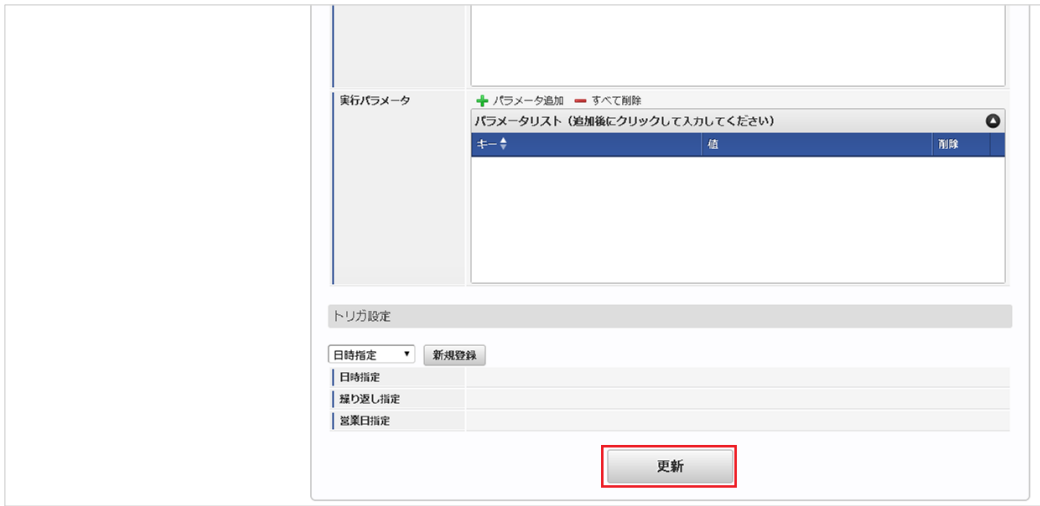 実行パラメータ
パラメータ追加 すべて削除
パラメータリスト（追加後にクリックして入力してください）
キー 値 削除
トリガ設定
日時指定 新規登録
日時指定
繰り返し指定
営業日指定
更新